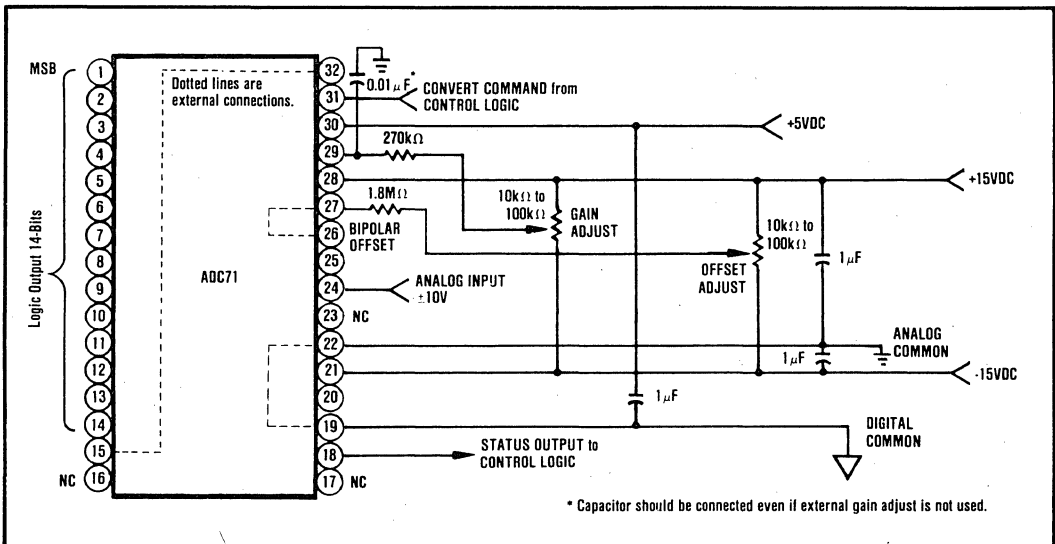 MSB
Logic Output 14-Bits
1
2
3
4
5
6
7
8
9
10
11
12
13
14
15
NC 16
Dotted lines are
external connections.
ADC71
32
31
30
29
28
27
26
25
24
23 NC
22
21
20
19
18
17 NC
0.01μF*
CONVERT COMMAND from
CONTROL LOGIC
+5VDC
270kΩ
+15VDC
1.8MΩ
BIPOLAR
OFFSET
10kΩ to
100kΩ
GAIN
ADJUST
10kΩ to
100kΩ
OFFSET
ADJUST
1μF
ANALOG INPUT
±10V
ANALOG
COMMON
1μF
-15VDC
1μF
DIGITAL
COMMON
STATUS OUTPUT to
CONTROL LOGIC
* Capacitor should be connected even if external gain adjust is not used.